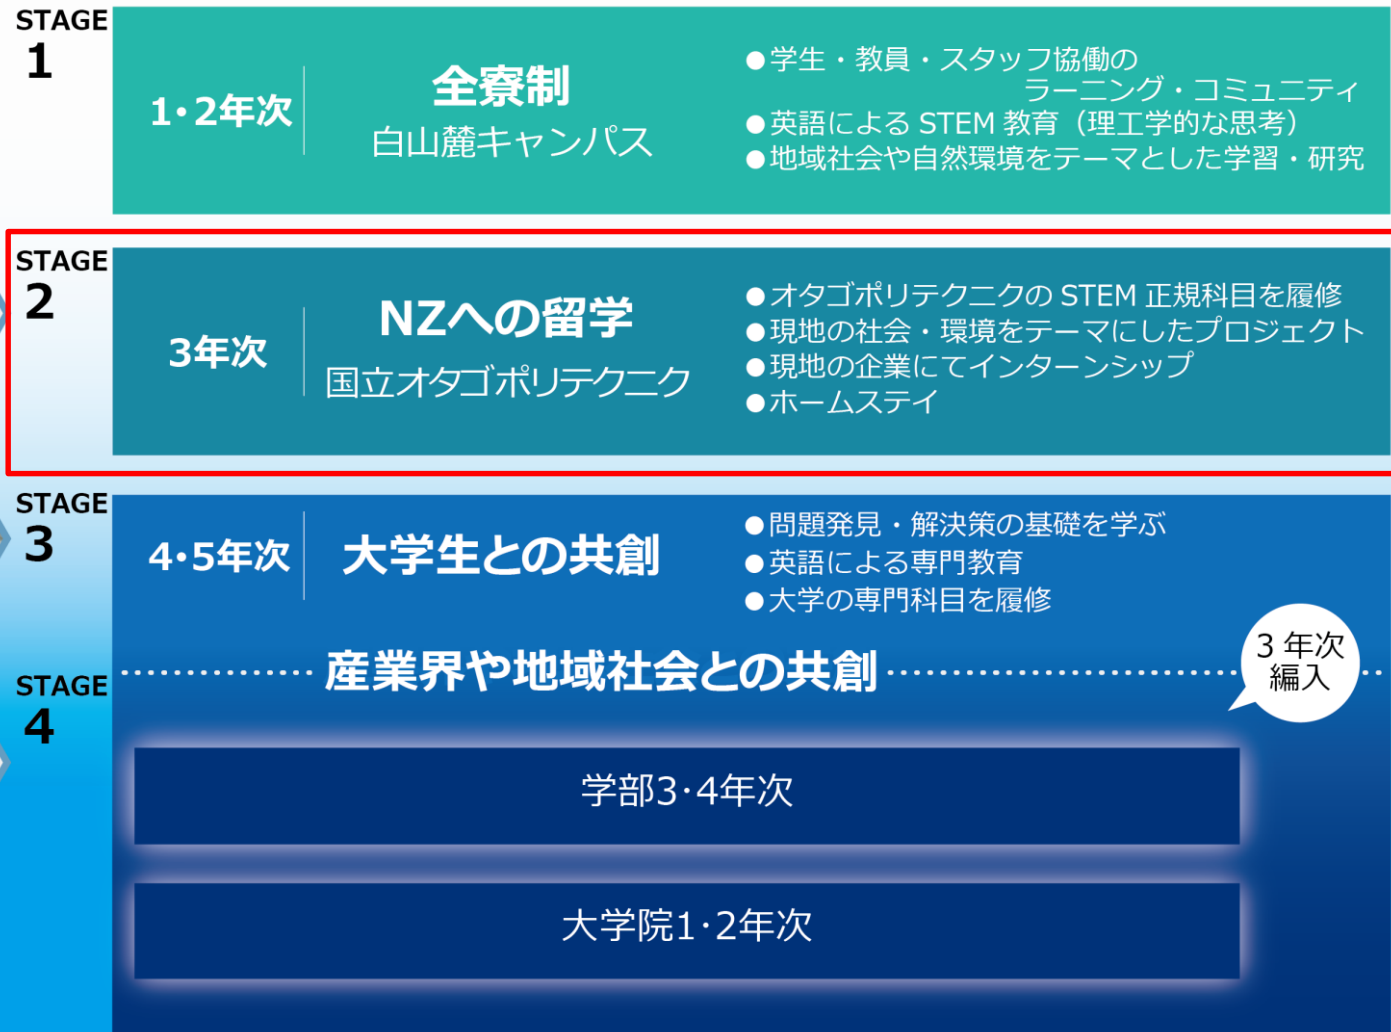 STAGE
1
1・2年次
全寮制
白山麓キャンパス
●学生・教員・スタッフ協働の
ラーニング・コミュニティ
●英語による STEM 教育（理工学的な思考）
●地域社会や自然環境をテーマとした学習・研究
STAGE
2
3年次
NZへの留学
国立オタゴポリテクニク
●オタゴポリテクニクの STEM 正規科目を履修
●現地の社会・環境をテーマにしたプロジェクト
●現地の企業にてインターンシップ
●ホームステイ
STAGE
3
4・5年次
大学生との共創
●問題発見・解決策の基礎を学ぶ
●英語による専門教育
●大学の専門科目を履修
産業界や地域社会との共創
3 年次
編入
STAGE
4
学部3・4年次
大学院1・2年次